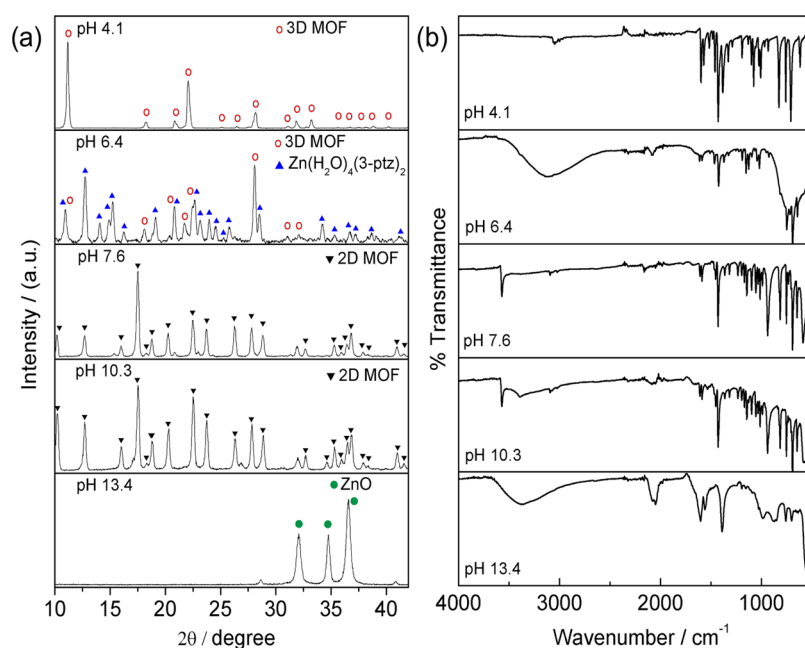 (a)
pH 4.1
3D MOF
pH 6.4
3D MOF
Zn(H₂O)₄(3-ptz)₂
pH 7.6
2D MOF
pH 10.3
2D MOF
pH 13.4
ZnO
Intensity / (a.u.)
10 15 20 25 30 35 40
2θ / degree
(b)
pH 4.1
pH 6.4
pH 7.6
pH 10.3
pH 13.4
% Transmittance
4000 3000 2000 1000
Wavenumber / cm⁻¹